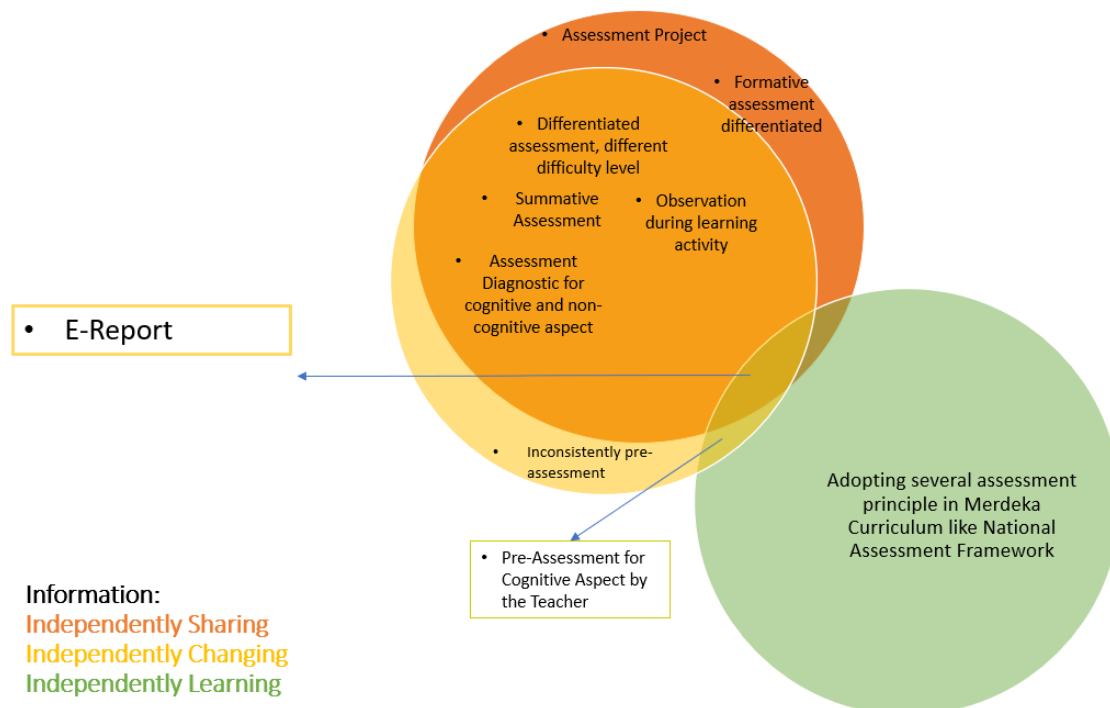 • Assessment Project
• Formative
assessment
differentiated
• Differentiated
assessment, different
difficulty level
• Summative
Assessment
• Observation
during learning
activity
• Assessment
Diagnostic for
cognitive and non-
cognitive aspect
• E-Report
• Inconsistently pre-
assessment
Adopting several assessment
principle in Merdeka
Curriculum like National
Assessment Framework
• Pre-Assessment for
Cognitive Aspect by
the Teacher
Information:
Independently Sharing
Independently Changing
Independently Learning